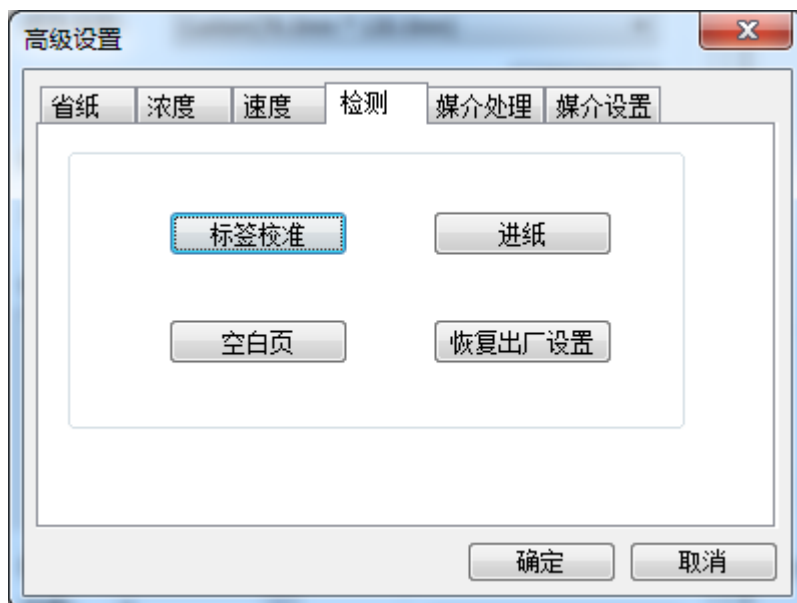 高级设置
省纸 浓度 速度 检测 媒介处理 媒介设置
标签校准 进纸
空白页 恢复出厂设置
确定 取消